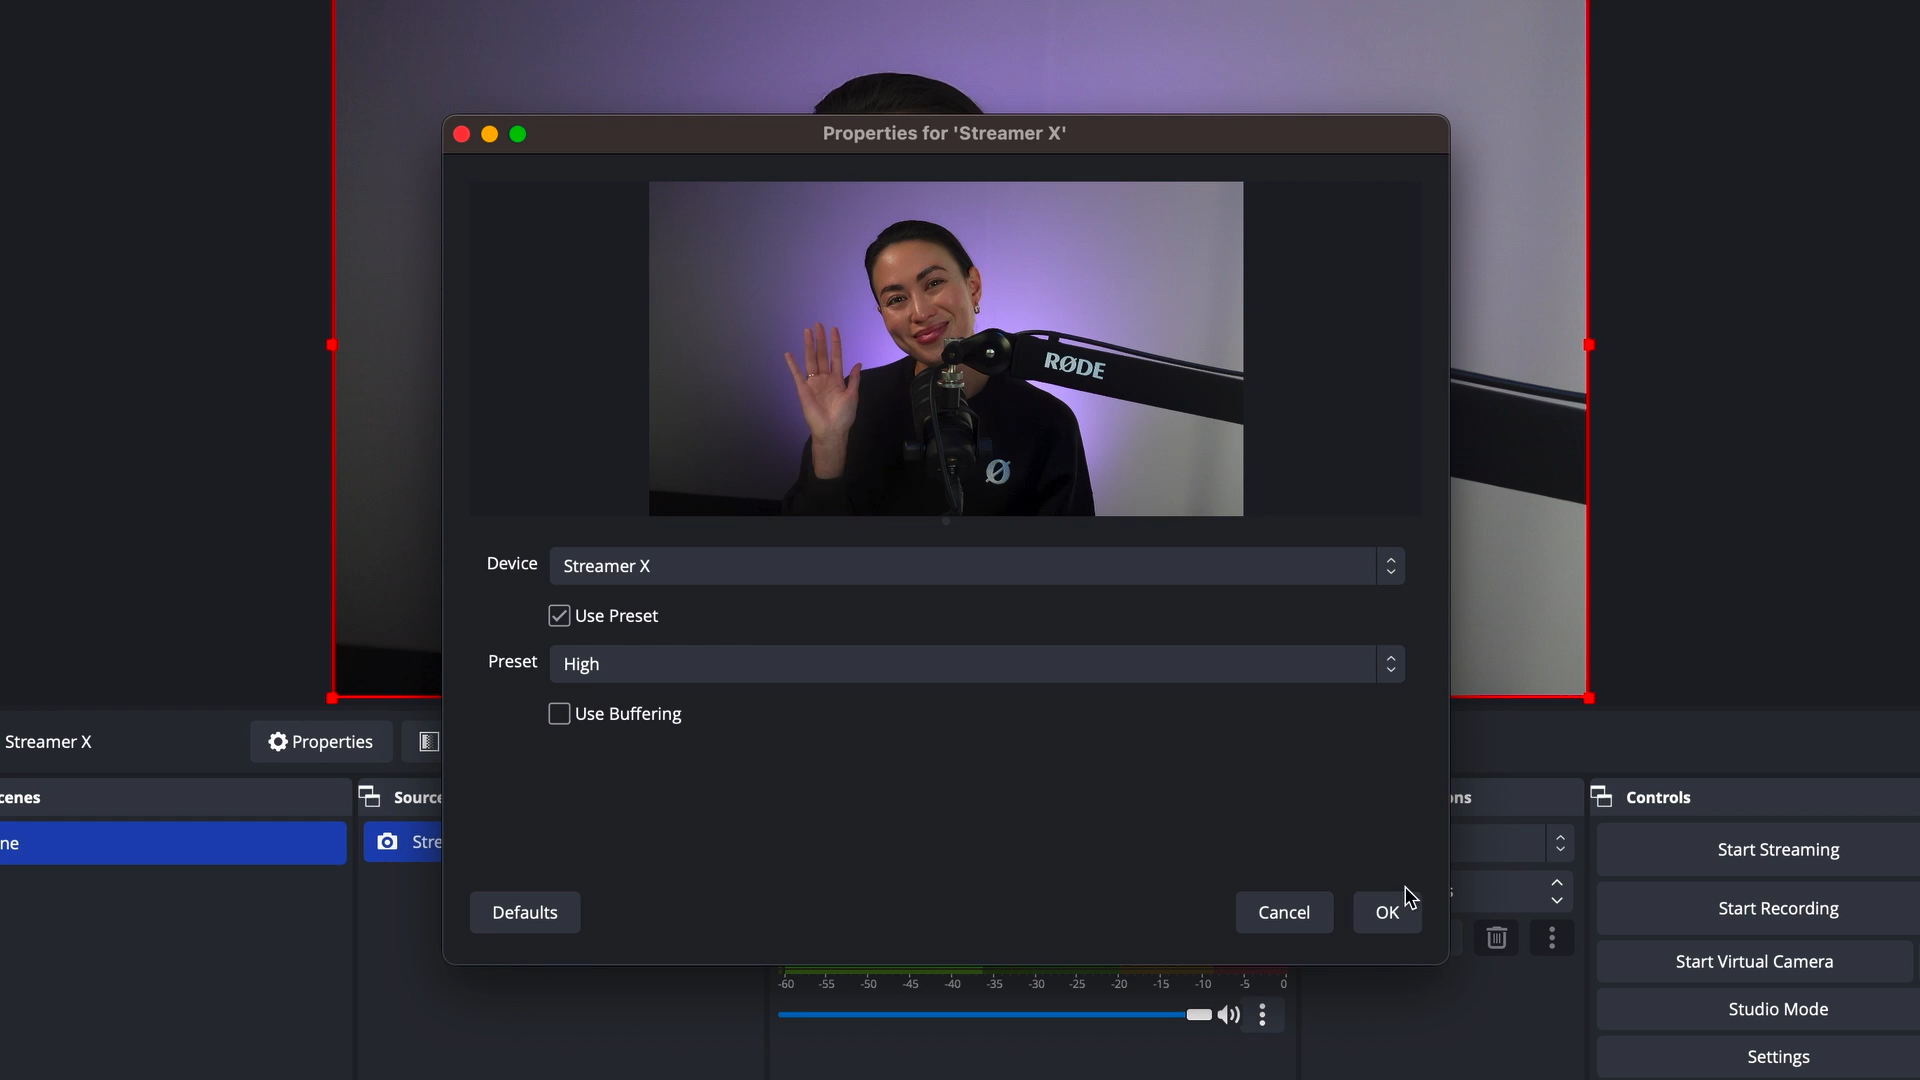 Properties for 'Streamer X'
RØDE
Device
Streamer X
Use Preset
Preset
High
Use Buffering
Defaults
Cancel
OK
Streamer X
Properties
cenes
Source
ons
Controls
ne
Stre
Start Streaming
Start Recording
Start Virtual Camera
Studio Mode
Settings
-60 -55 -50 -45 -40 -35 -30 -25 -20 -15 -10 -5 0